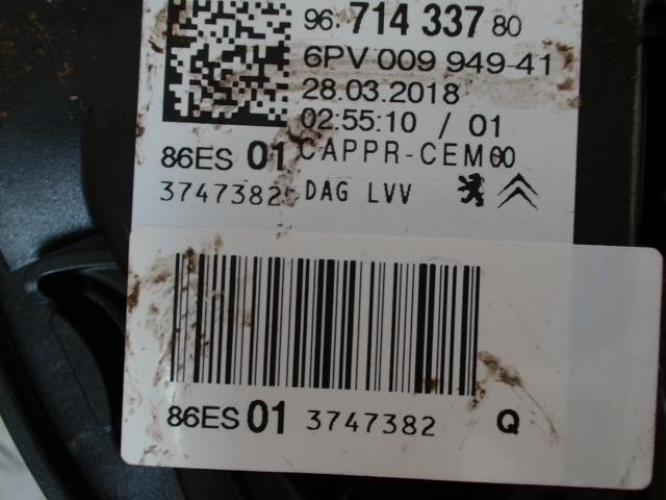 96 714 337 80
6PV 009 949-41
28.03.2018
02:55:10 / 01
86ES 01 CAPPR-CEM60
3747382 DAG LVV
86ES 01 3747382 Q